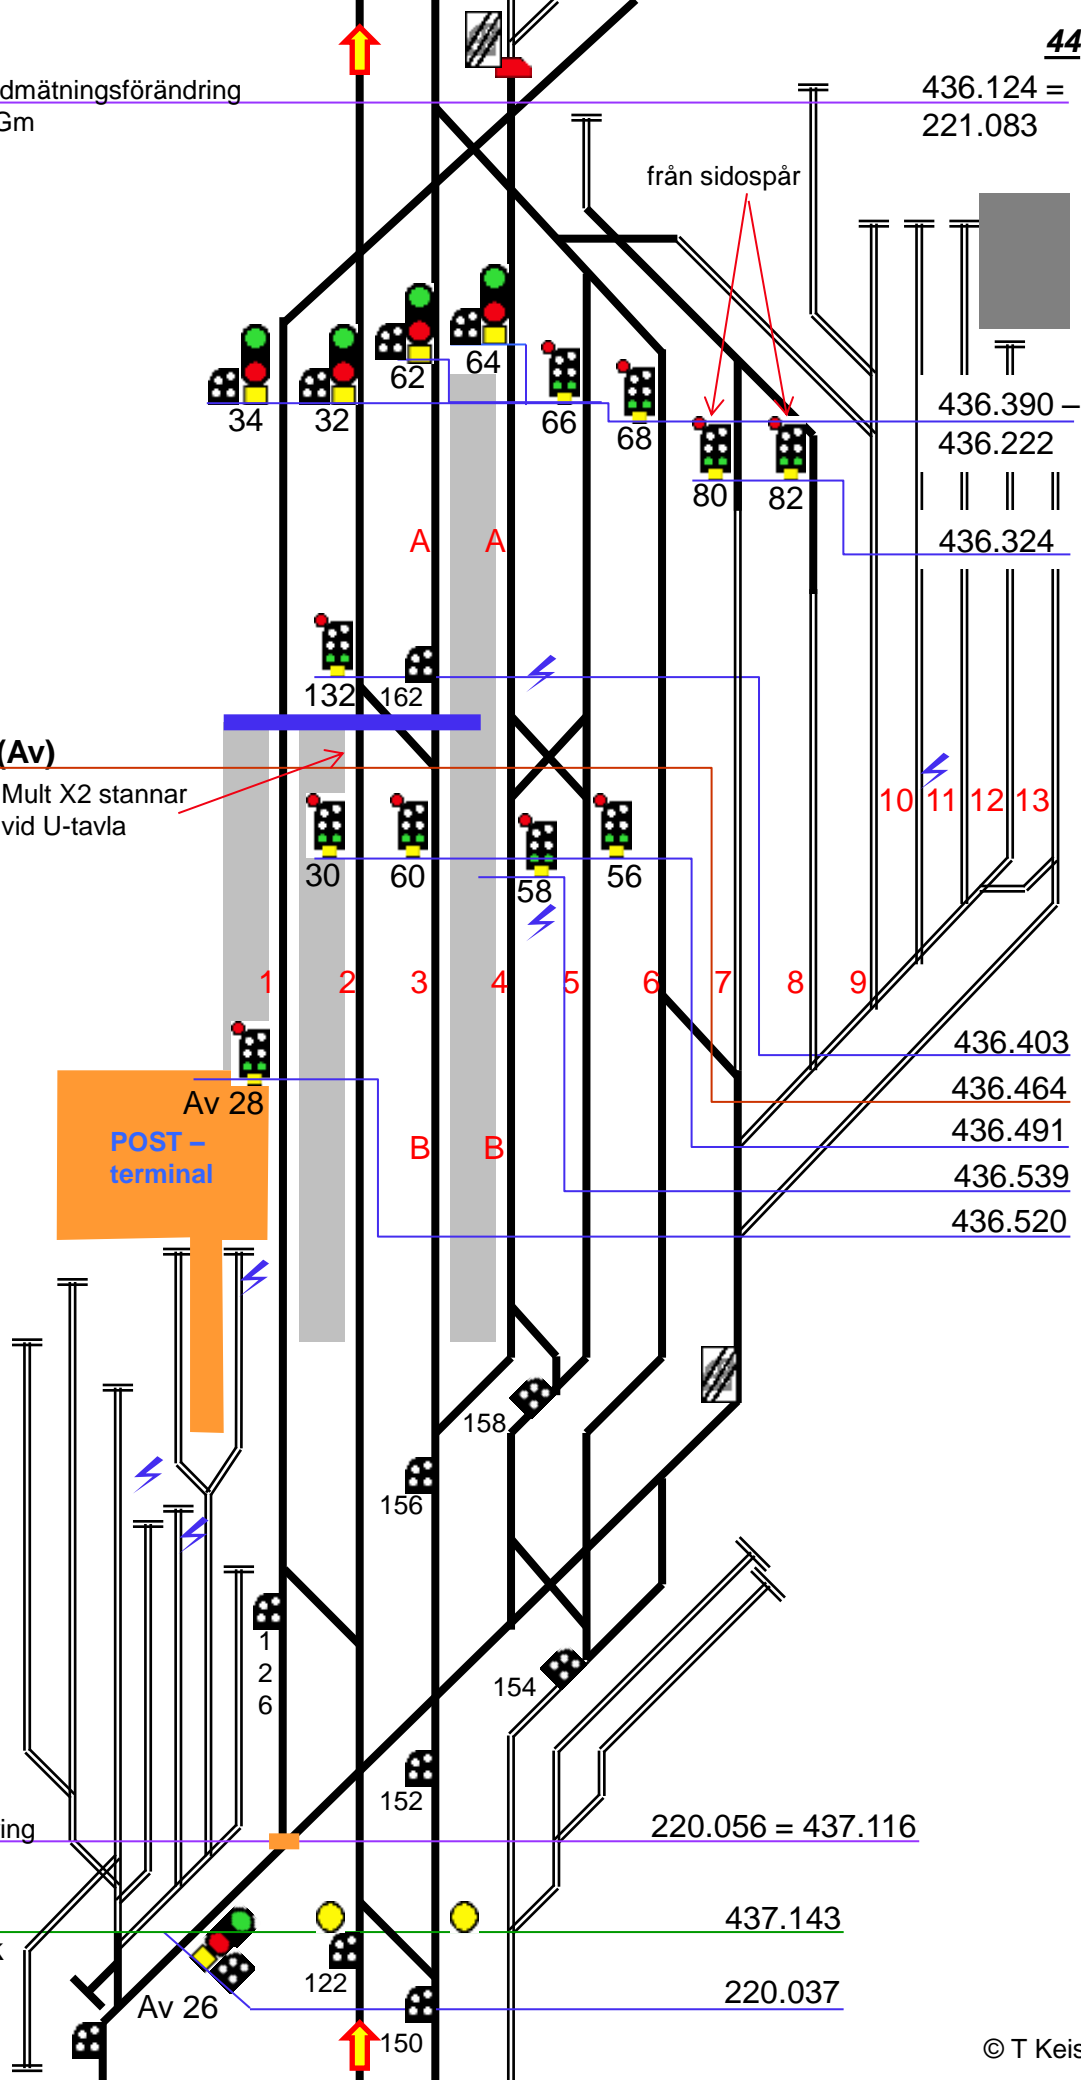 44
dmätningsförändring
436.124 =
Gm
221.083
från sidospår
34
32
62
64
66
68
436.390 –
436.222
80
82
436.324
A
A
132
162
(Av)
Mult X2 stannar
vid U-tavla
10
11
12
13
30
60
58
56
1
2
3
4
5
6
7
8
9
436.403
436.464
Av 28
436.491
POST –
terminal
B
B
436.539
436.520
158
156
1
2
6
154
152
ing
220.056 = 437.116
437.143
k
122
Av 26
220.037
150
© T Keis